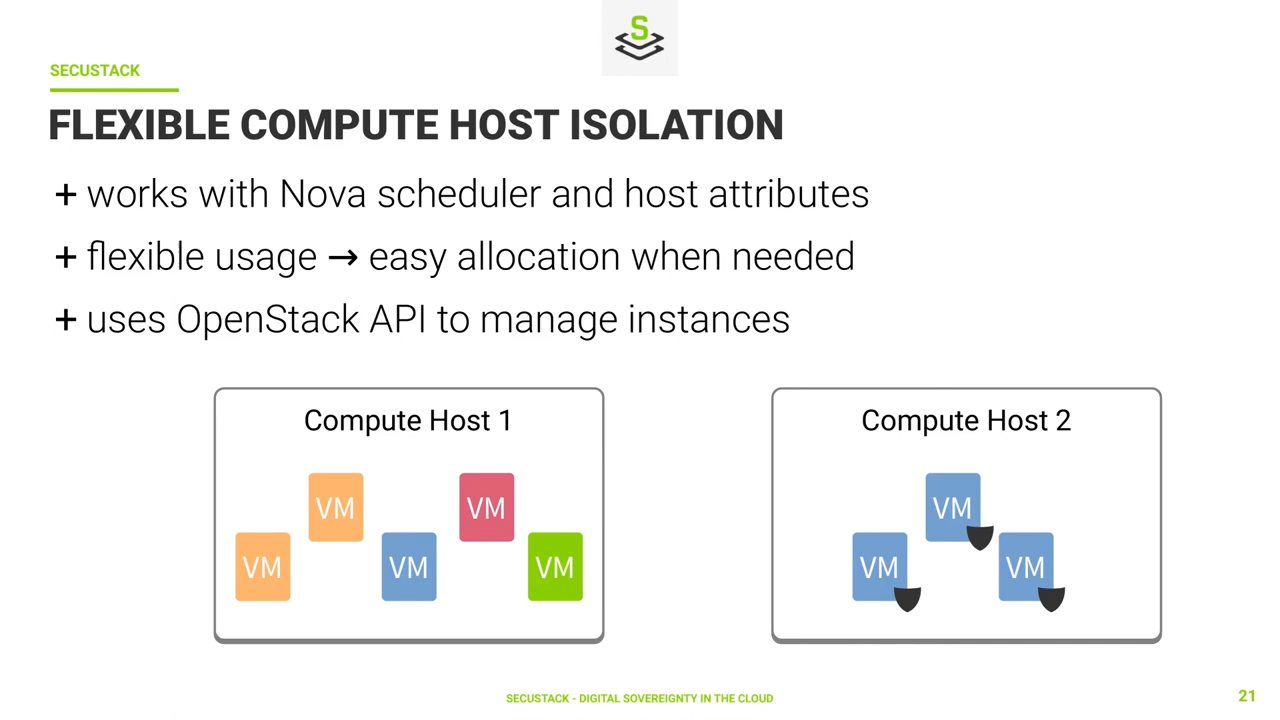 S
SECUSTACK
FLEXIBLE COMPUTE HOST ISOLATION
+ works with Nova scheduler and host attributes
+ flexible usage → easy allocation when needed
+ uses OpenStack API to manage instances
Compute Host 1
VM
VM
VM
VM
VM
Compute Host 2
VM
VM
VM
SECUSTACK - DIGITAL SOVEREIGNTY IN THE CLOUD
21